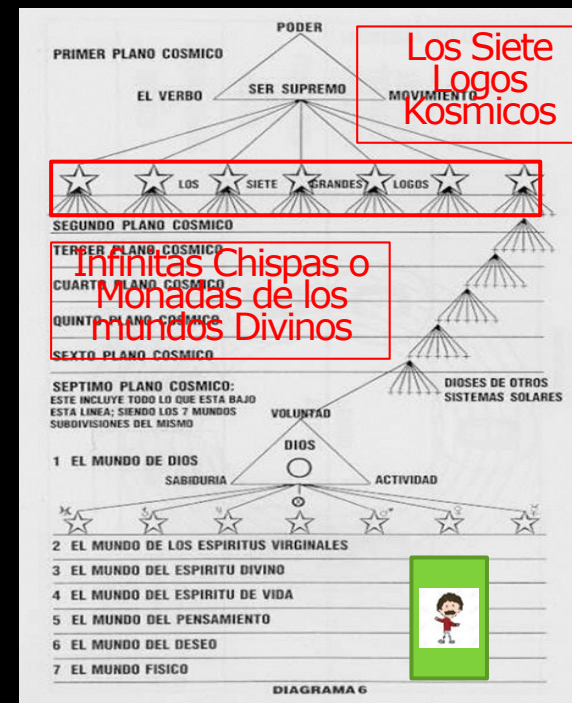 PODER
PRIMER PLANO COSMICO
Los Siete
Logos
Kosmicos
EL VERBO
SER SUPREMO
MOVIMIENTO
LOS SIETE GRANDES LOGOS
SEGUNDO PLANO COSMICO
TERCER PLANO COSMICO
Infinitas Chispas o
Monadas de los
mundos Divinos
CUARTO PLANO COSMICO
QUINTO PLANO COSMICO
SEXTO PLANO COSMICO
SEPTIMO PLANO COSMICO:
ESTE INCLUYE TODO LO QUE ESTA BAJO
ESTA LINEA; SIENDO LOS 7 MUNDOS
SUBDIVISIONES DEL MISMO
DIOSES DE OTROS
SISTEMAS SOLARES
VOLUNTAD
DIOS
1 EL MUNDO DE DIOS
SABIDURIA
ACTIVIDAD
2 EL MUNDO DE LOS ESPIRITUS VIRGINALES
3 EL MUNDO DEL ESPIRITU DIVINO
4 EL MUNDO DEL ESPIRITU DE VIDA
5 EL MUNDO DEL PENSAMIENTO
6 EL MUNDO DEL DESEO
7 EL MUNDO FISICO
DIAGRAMA 6